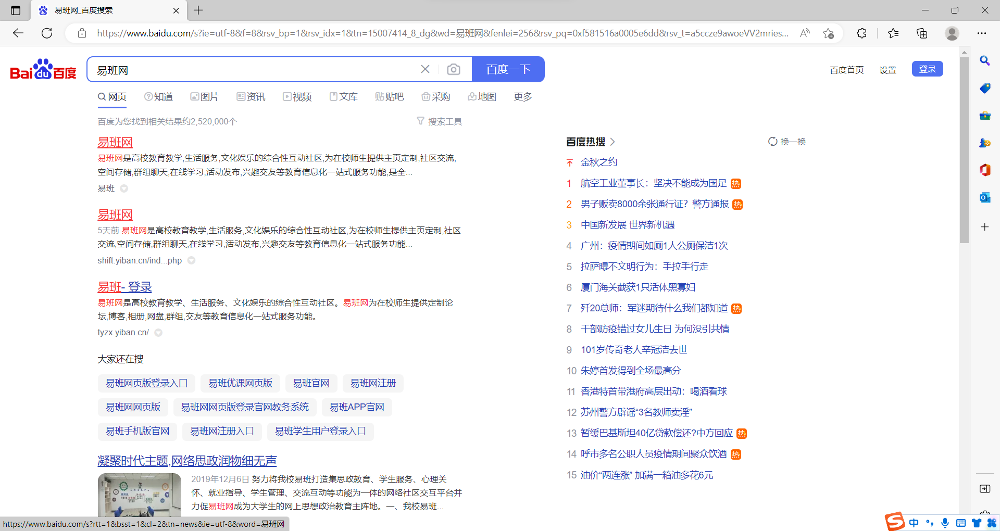 易班网_百度搜索
https://www.baidu.com/s?ie=utf-8&f=8&rsv_bp=1&rsv_idx=1&tn=15007414_8_dg&wd=易班网&fenlei=256&rsv_pq=0xf581516a0005e6dd&rsv_t=a5ccze9awoeVV2mries...
Bai du 百度
易班网
百度一下
百度首页 设置 登录
网页 知道 图片 资讯 视频 文库 贴吧 采购 地图 更多
百度为您找到相关结果约2,520,000个
搜索工具
易班网
易班网是高校教育教学,生活服务,文化娱乐的综合性互动社区,为在校师生提供主页定制,社区交流,
空间存储,群组聊天,在线学习,活动发布,兴趣交友等教育信息化一站式服务功能,是全...
易班
易班网
5天前 易班网是高校教育教学,生活服务,文化娱乐的综合性互动社区,为在校师生提供主页定制,社区
交流,空间存储,群组聊天,在线学习,活动发布,兴趣交友等教育信息化一站式服务功能...
shift.yiban.cn/ind...php
易班- 登录
易班网是高校教育教学、生活服务、文化娱乐的综合性互动社区。易班网为在校师生提供定制论
坛,博客,相册,网盘,群组,交友等教育信息化一站式服务功能。
tyzx.yiban.cn/
大家还在搜
易班网页版登录入口 易班优课网页版 易班官网 易班网注册
易班网网页版 易班网网页版登录官网教务系统 易班APP官网
易班手机版官网 易班网注册入口 易班学生用户登录入口
凝聚时代主题,网络思政润物细无声
2019年12月6日 努力将我校易班打造集思政教育、学生服务、心理关
怀、就业指导、学生管理、交流互动等功能为一体的网络社区交互平台并
力促易班网成为大学生的网上思想政治教育主阵地。一、我校易班...
百度热搜
换一换
金秋之约
1 航空工业董事长：坚决不能成为国足 热
2 男子贩卖8000余张通行证？警方通报 热
3 中国新发展 世界新机遇
4 广州：疫情期间如厕1人公厕保洁1次
5 拉萨曝不文明行为：手拉手行走
6 厦门海关截获1只活体黑寡妇
7 歼20总师：军迷期待什么我们都知道 热
8 干部防疫错过女儿生日 为何没引共情
9 101岁传奇老人辛冠洁去世
10 朱婷首发得到全场最高分
11 香港特首带港府高层出动：喝酒看球
12 苏州警方辟谣“3名教师卖淫”
13 暂缓巴基斯坦40亿贷款偿还?中方回应 热
14 呼市多名公职人员疫情期间聚众饮酒 热
15 油价“两连涨” 加满一箱油多花6元
https://www.baidu.com/s?rtt=1&bsst=1&cl=2&tn=news&ie=utf-8&word=易班网
中